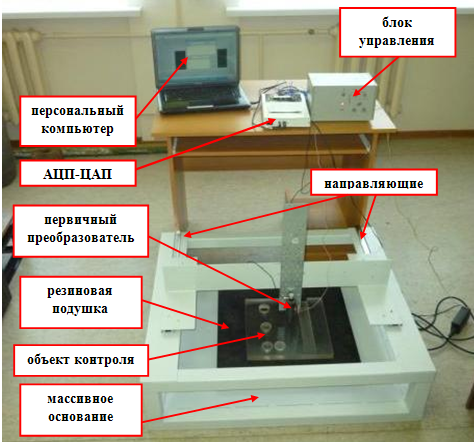 блок
управления
персональный
компьютер
АЦП-ЦАП
направляющие
первичный
преобразователь
резиновая
подушка
объект контроля
массивное
основание